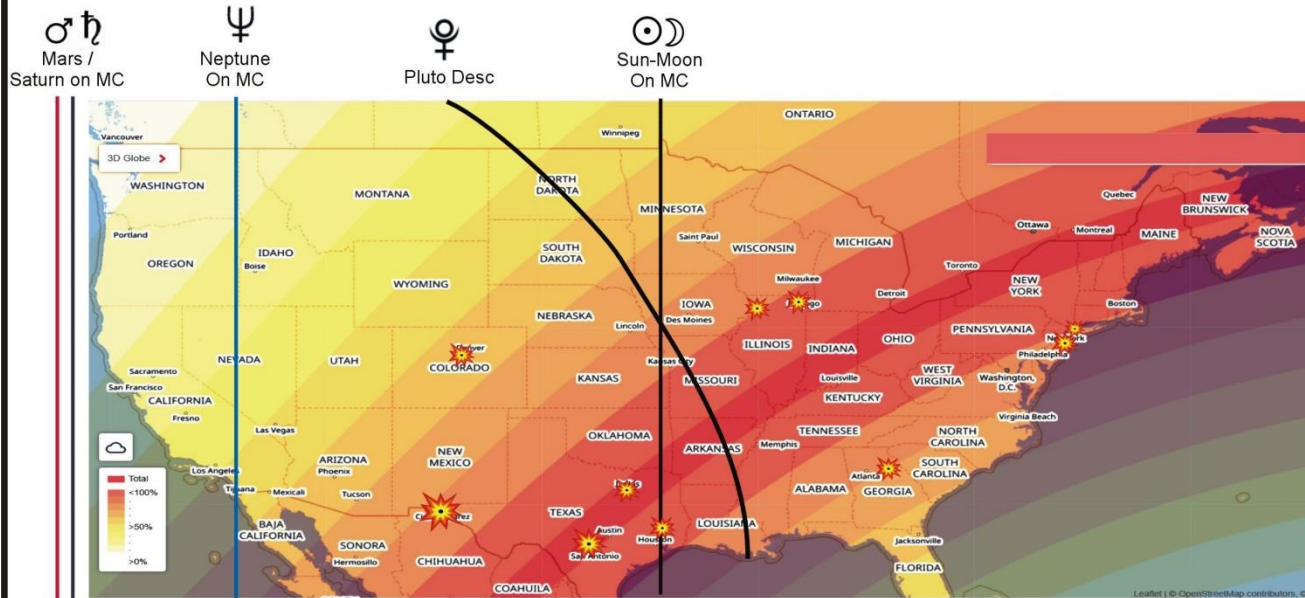 ♂♄
Mars /
Saturn on MC
♆
Neptune
On MC
Pluto Desc
☉☽
Sun-Moon
On MC
ONTARIO
Vancouver
Winnipeg
3D Globe >
WASHINGTON
MONTANA
NORTH
DAKOTA
Quebec
NEW
BRUNSWICK
MINNESOTA
Portland
Saint Paul
Ottawa
Montreal
MAINE
NOVA
SCOTIA
OREGON
IDAHO
Boise
SOUTH
DAKOTA
WISCONSIN
MICHIGAN
Toronto
WYOMING
Milwaukee
NEW
YORK
Detroit
Boston
NEBRASKA
IOWA
Des Moines
Lincoln
PENNSYLVANIA
ILLINOIS
INDIANA
OHIO
Philadelphia
NEVADA
UTAH
COLORADO
Kansas City
Sacramento
San Francisco
CALIFORNIA
KANSAS
MISSOURI
Louisville
KENTUCKY
WEST
VIRGINIA
Washington,
D.C.
Fresno
Las Vegas
Virginia Beach
OKLAHOMA
TENNESSEE
Memphis
NORTH
CAROLINA
ARKANSAS
Los Angeles
ARIZONA
Phoenix
NEW
MEXICO
SOUTH
CAROLINA
Atlanta
GEORGIA
ALABAMA
Tijuana
Mexicali
Tucson
Total
<100%
>50%
>0%
BAJA
CALIFORNIA
TEXAS
Austin
LOUISIANA
Houston
San Antonio
SONORA
Hermosillo
CHIHUAHUA
Jacksonville
FLORIDA
COAHUILA
Leaflet | © OpenStreetMap contributors,